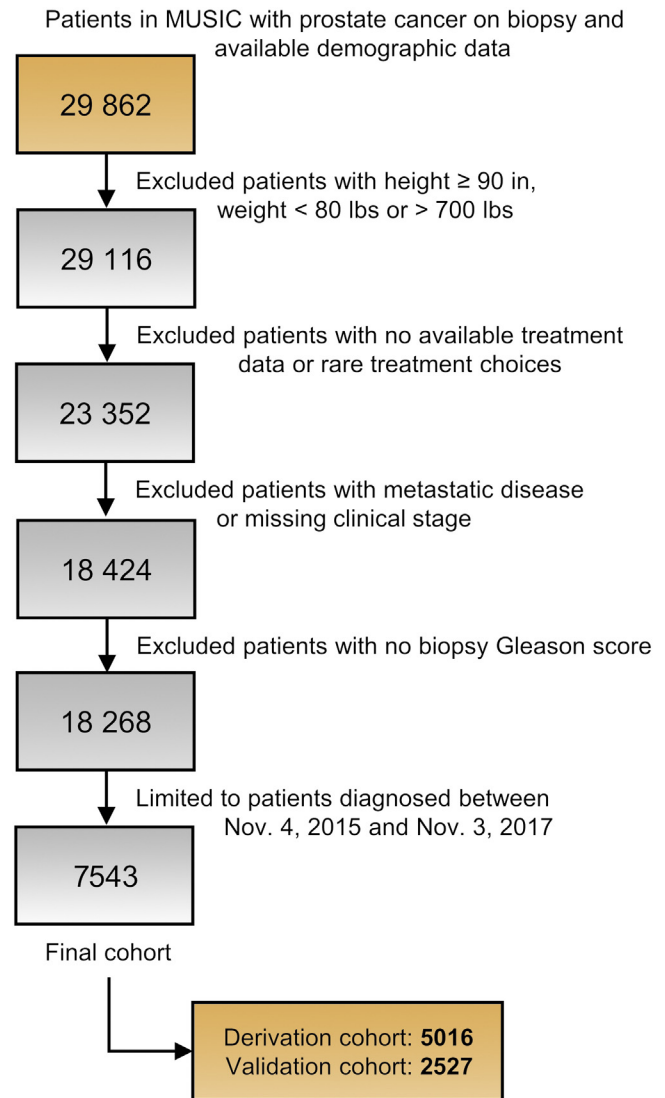 Patients in MUSIC with prostate cancer on biopsy and
available demographic data
29 862
Excluded patients with height ≥ 90 in,
weight < 80 lbs or > 700 lbs
29 116
Excluded patients with no available treatment
data or rare treatment choices
23 352
Excluded patients with metastatic disease
or missing clinical stage
18 424
Excluded patients with no biopsy Gleason score
18 268
Limited to patients diagnosed between
Nov. 4, 2015 and Nov. 3, 2017
7543
Final cohort
Derivation cohort: 5016
Validation cohort: 2527